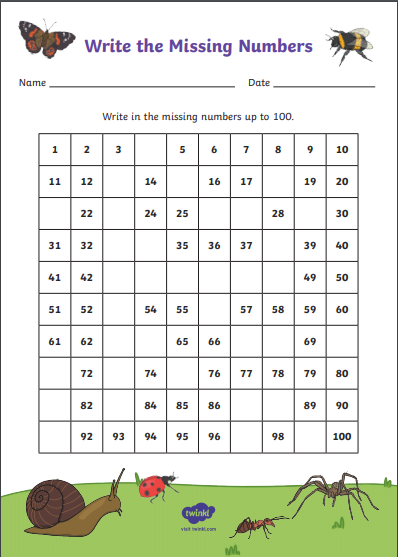 Write the Missing Numbers
Name Date
Write in the missing numbers up to 100.
1 2 3 5 6 7 8 9 10
11 12 14 16 17 19 20
22 24 25 28 30
31 32 35 36 37 39 40
41 42 49 50
51 52 54 55 57 58 59 60
61 62 65 66 69
72 74 76 77 78 79 80
82 84 85 86 89 90
92 93 94 95 96 98 100
twinkl
visit twinkl.com